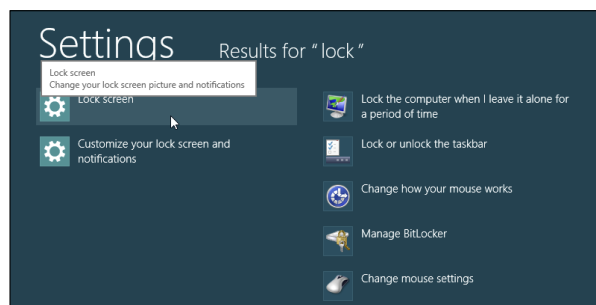 Settings
Results for “lock”
Lock screen
Change your lock screen picture and notifications
Lock screen
Customize your lock screen and
notifications
Lock the computer when I leave it alone for
a period of time
Lock or unlock the taskbar
Change how your mouse works
Manage BitLocker
Change mouse settings